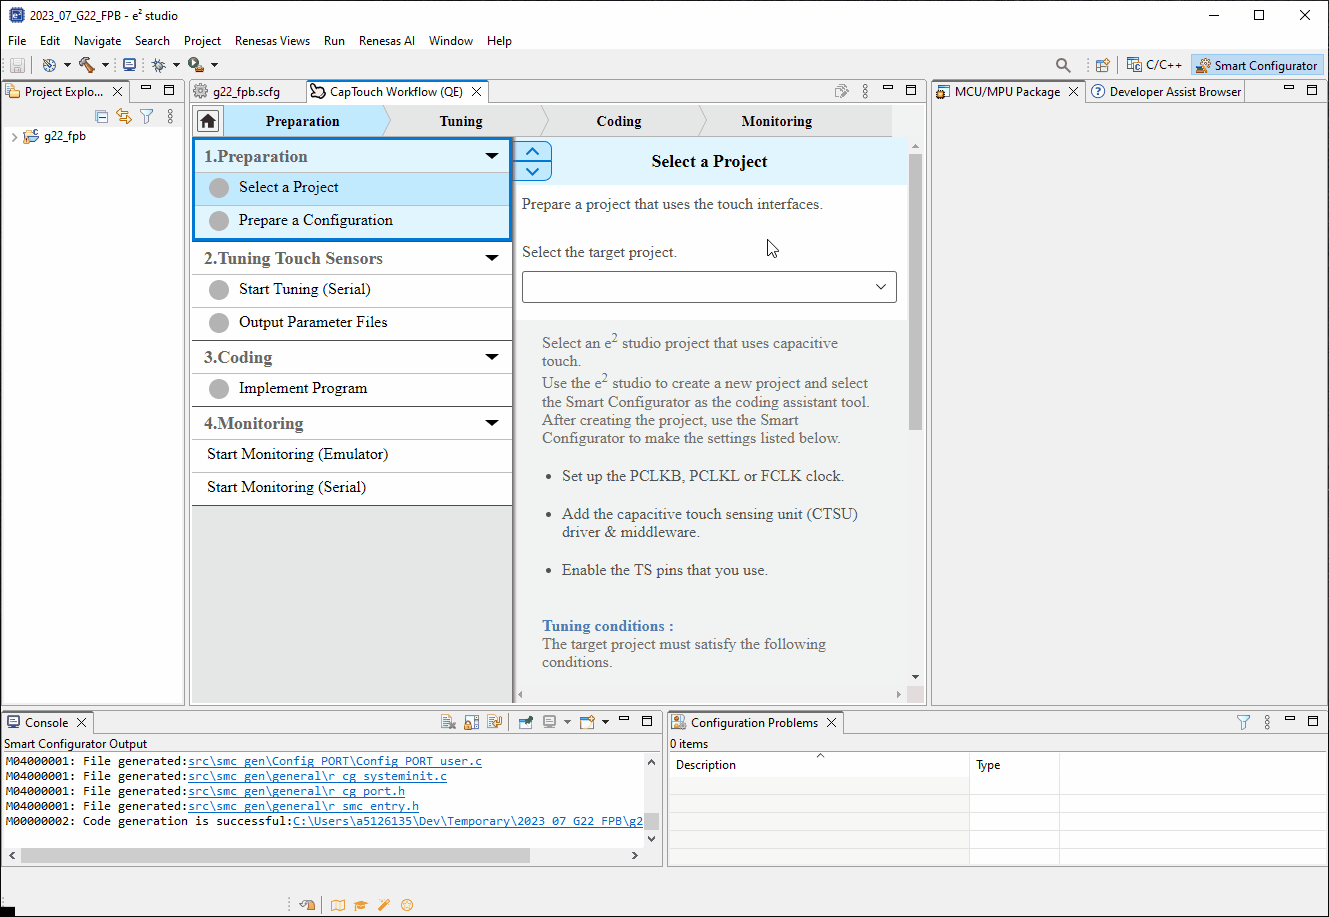 2023_07_G22_FPB - e² studio
File Edit Navigate Search Project Renesas Views Run Renesas AI Window Help
C/C++ Smart Configurator
Project Explo...
g22_fpb
g22_fpb.scfg
CapTouch Workflow (QE)
MCU/MPU Package
Developer Assist Browser
Preparation
Tuning
Coding
Monitoring
1.Preparation
Select a Project
Prepare a Configuration
2.Tuning Touch Sensors
Start Tuning (Serial)
Output Parameter Files
3.Coding
Implement Program
4.Monitoring
Start Monitoring (Emulator)
Start Monitoring (Serial)
Select a Project
Prepare a project that uses the touch interfaces.
Select the target project.
Select an e² studio project that uses capacitive
touch.
Use the e² studio to create a new project and select
the Smart Configurator as the coding assistant tool.
After creating the project, use the Smart
Configurator to make the settings listed below.
• Set up the PCLKB, PCLKL or FCLK clock.
• Add the capacitive touch sensing unit (CTSU)
driver & middleware.
• Enable the TS pins that you use.
Tuning conditions :
The target project must satisfy the following
conditions.
Console
Smart Configurator Output
M04000001: File generated:src\smc_gen\Config_PORT\Config_PORT_user.c
M04000001: File generated:src\smc_gen\general\r_cg_systeminit.c
M04000001: File generated:src\smc_gen\general\r_cg_port.h
M04000001: File generated:src\smc_gen\general\r_smc_entry.h
M00000002: Code generation is successful:C:\Users\a5126135\Dev\Temporary\2023_07_G22_FPB\g2
Configuration Problems
0 items
Description
Type